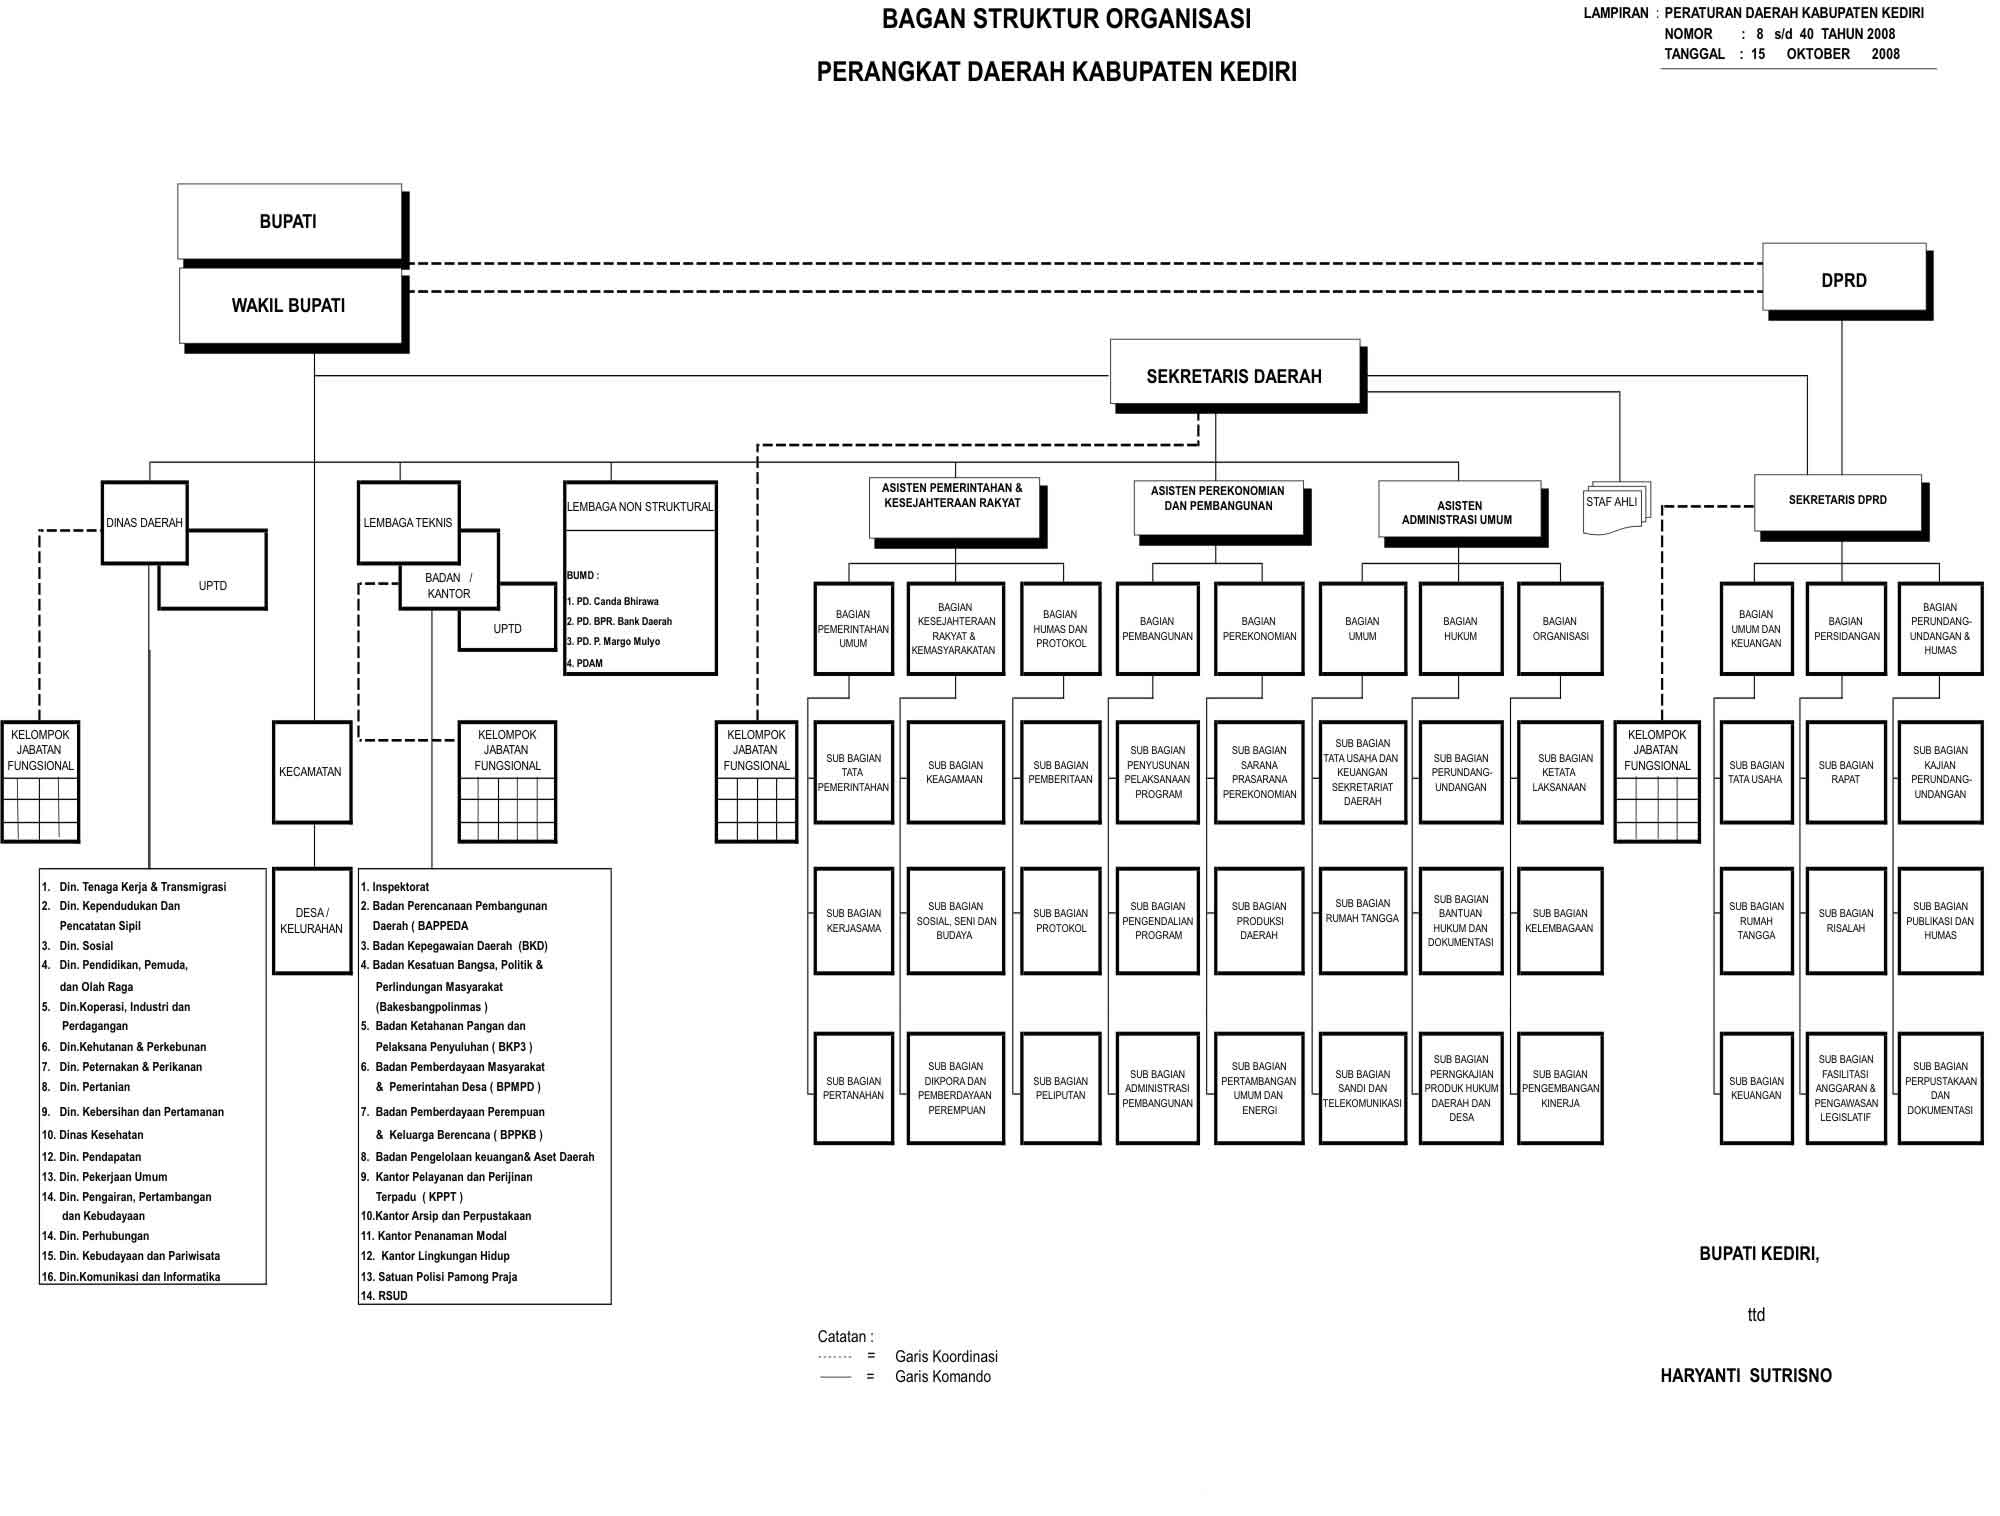 BAGAN STRUKTUR ORGANISASI
PERANGKAT DAERAH KABUPATEN KEDIRI
LAMPIRAN : PERATURAN DAERAH KABUPATEN KEDIRI
NOMOR : 8 s/d 40 TAHUN 2008
TANGGAL : 15 OKTOBER 2008
BUPATI
WAKIL BUPATI
DPRD
SEKRETARIS DAERAH
DINAS DAERAH
UPTD
LEMBAGA TEKNIS
BADAN /
KANTOR
UPTD
LEMBAGA NON STRUKTURAL
BUMD :
1. PD. Canda Bhirawa
2. PD. BPR. Bank Daerah
3. PD. P. Margo Mulyo
4. PDAM
ASISTEN PEMERINTAHAN &
KESEJAHTERAAN RAKYAT
ASISTEN PEREKONOMIAN
DAN PEMBANGUNAN
ASISTEN
ADMINISTRASI UMUM
STAF AHLI
SEKRETARIS DPRD
BAGIAN
PEMERINTAHAN
UMUM
BAGIAN
KESEJAHTERAAN
RAKYAT &
KEMASYARAKATAN
BAGIAN
HUMAS DAN
PROTOKOL
BAGIAN
PEMBANGUNAN
BAGIAN
PEREKONOMIAN
BAGIAN
UMUM
BAGIAN
HUKUM
BAGIAN
ORGANISASI
BAGIAN
UMUM DAN
KEUANGAN
BAGIAN
PERSIDANGAN
BAGIAN
PERUNDANG-
UNDANGAN &
HUMAS
KELOMPOK
JABATAN
FUNGSIONAL
KECAMATAN
KELOMPOK
JABATAN
FUNGSIONAL
KELOMPOK
JABATAN
FUNGSIONAL
SUB BAGIAN
TATA
PEMERINTAHAN
SUB BAGIAN
KEAGAMAAN
SUB BAGIAN
PEMBERITAAN
SUB BAGIAN
PENYUSUNAN
PELAKSANAAN
PROGRAM
SUB BAGIAN
SARANA
PRASARANA
PEREKONOMIAN
SUB BAGIAN
TATA USAHA DAN
KEUANGAN
SEKRETARIAT
DAERAH
SUB BAGIAN
PERUNDANG-
UNDANGAN
SUB BAGIAN
KETATA
LAKSANAAN
KELOMPOK
JABATAN
FUNGSIONAL
SUB BAGIAN
TATA USAHA
SUB BAGIAN
RAPAT
SUB BAGIAN
KAJIAN
PERUNDANG-
UNDANGAN
1. Din. Tenaga Kerja & Transmigrasi
2. Din. Kependudukan Dan
Pencatatan Sipil
3. Din. Sosial
4. Din. Pendidikan, Pemuda,
dan Olah Raga
5. Din.Koperasi, Industri dan
Perdagangan
6. Din.Kehutanan & Perkebunan
7. Din. Peternakan & Perikanan
8. Din. Pertanian
9. Din. Kebersihan dan Pertamanan
10. Dinas Kesehatan
12. Din. Pendapatan
13. Din. Pekerjaan Umum
14. Din. Pengairan, Pertambangan
dan Kebudayaan
14. Din. Perhubungan
15. Din. Kebudayaan dan Pariwisata
16. Din.Komunikasi dan Informatika
DESA /
KELURAHAN
1. Inspektorat
2. Badan Perencanaan Pembangunan
Daerah ( BAPPEDA
3. Badan Kepegawaian Daerah (BKD)
4. Badan Kesatuan Bangsa, Politik &
Perlindungan Masyarakat
(Bakesbangpolinmas )
5. Badan Ketahanan Pangan dan
Pelaksana Penyuluhan ( BKP3 )
6. Badan Pemberdayaan Masyarakat
& Pemerintahan Desa ( BPMPD )
7. Badan Pemberdayaan Perempuan
& Keluarga Berencana ( BPPKB )
8. Badan Pengelolaan keuangan& Aset Daerah
9. Kantor Pelayanan dan Perijinan
Terpadu ( KPPT )
10.Kantor Arsip dan Perpustakaan
11. Kantor Penanaman Modal
12. Kantor Lingkungan Hidup
13. Satuan Polisi Pamong Praja
14. RSUD
SUB BAGIAN
KERJASAMA
SUB BAGIAN
SOSIAL, SENI DAN
BUDAYA
SUB BAGIAN
PROTOKOL
SUB BAGIAN
PENGENDALIAN
PROGRAM
SUB BAGIAN
PRODUKSI
DAERAH
SUB BAGIAN
RUMAH TANGGA
SUB BAGIAN
BANTUAN
HUKUM DAN
DOKUMENTASI
SUB BAGIAN
KELEMBAGAAN
SUB BAGIAN
RUMAH
TANGGA
SUB BAGIAN
RISALAH
SUB BAGIAN
PUBLIKASI DAN
HUMAS
SUB BAGIAN
PERTANAHAN
SUB BAGIAN
DIKPORA DAN
PEMBERDAYAAN
PEREMPUAN
SUB BAGIAN
PELIPUTAN
SUB BAGIAN
ADMINISTRASI
PEMBANGUNAN
SUB BAGIAN
PERTAMBANGAN
UMUM DAN
ENERGI
SUB BAGIAN
SANDI DAN
TELEKOMUNIKASI
SUB BAGIAN
PERNGKAJIAN
PRODUK HUKUM
DAERAH DAN
DESA
SUB BAGIAN
PENGEMBANGAN
KINERJA
SUB BAGIAN
KEUANGAN
SUB BAGIAN
FASILITASI
ANGGARAN &
PENGAWASAN
LEGISLATIF
SUB BAGIAN
PERPUSTAKAAN
DAN
DOKUMENTASI
Catatan :
------ = Garis Koordinasi
—— = Garis Komando
BUPATI KEDIRI,
ttd
HARYANTI SUTRISNO